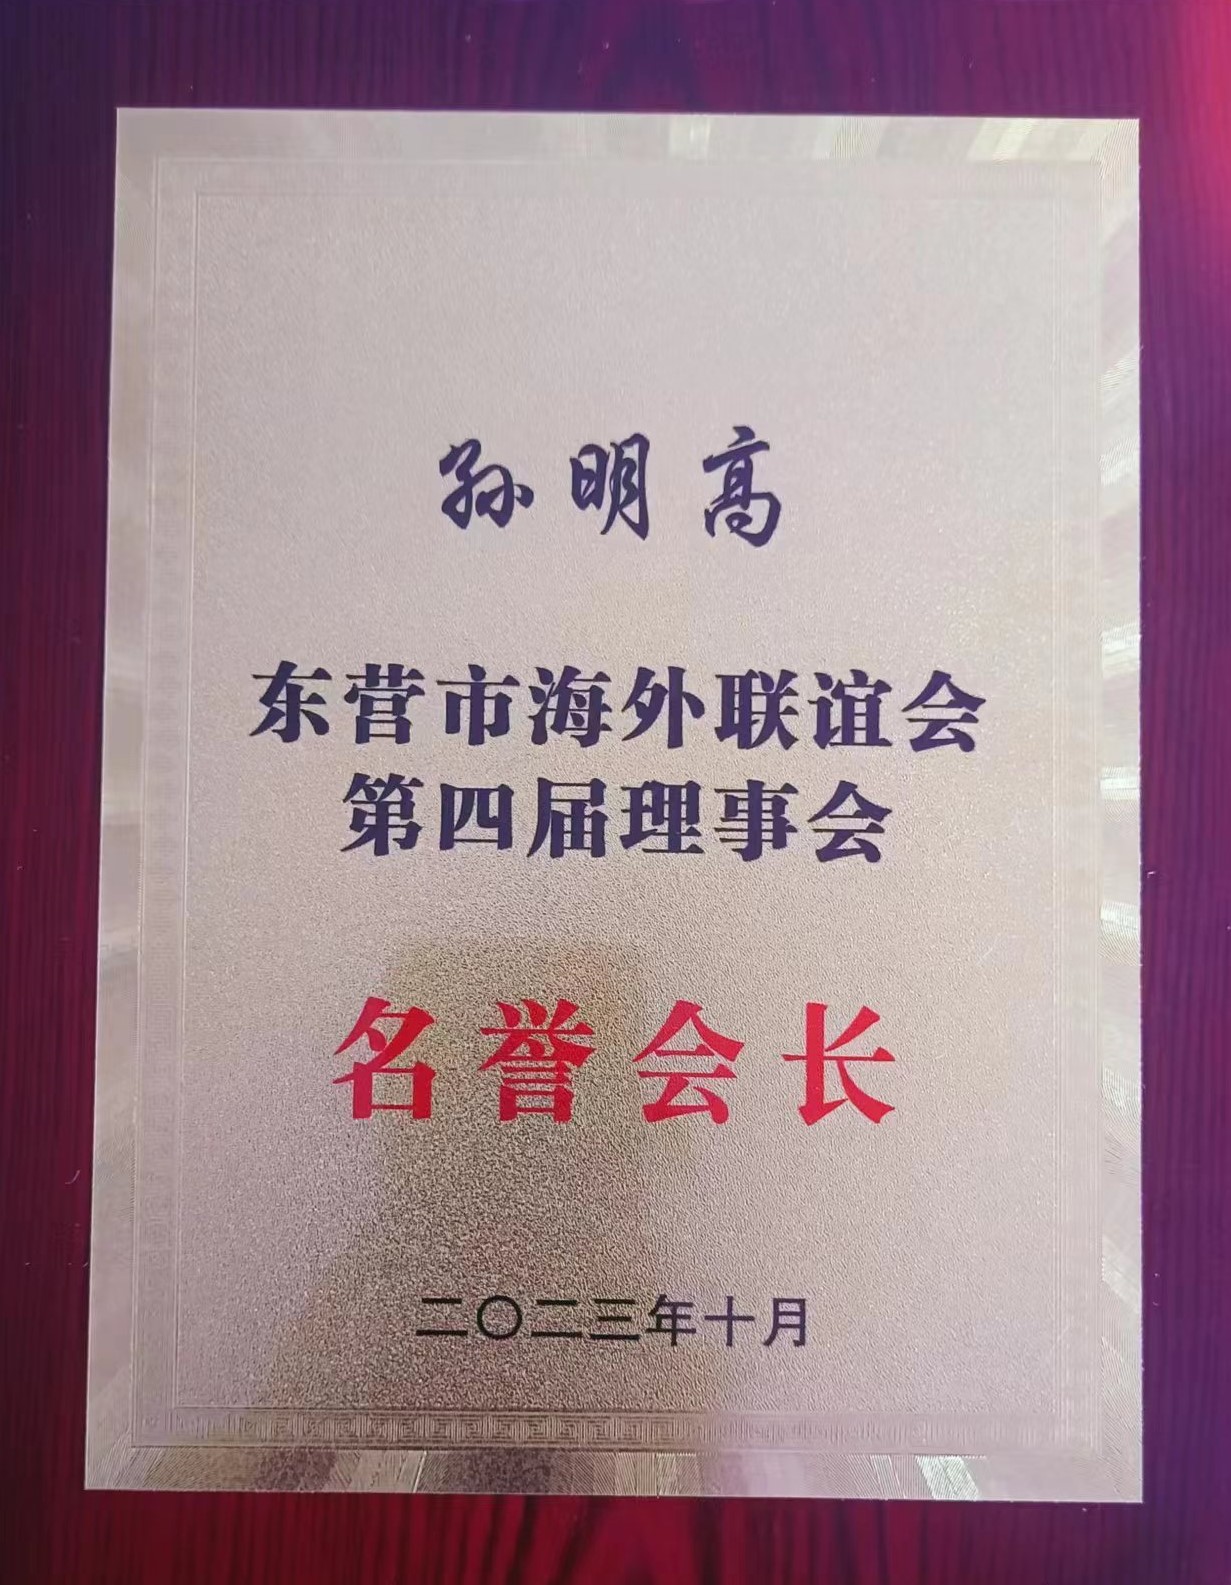 孙明高
东营市海外联谊会
第四届理事会
名誉会长
二〇二三年十月